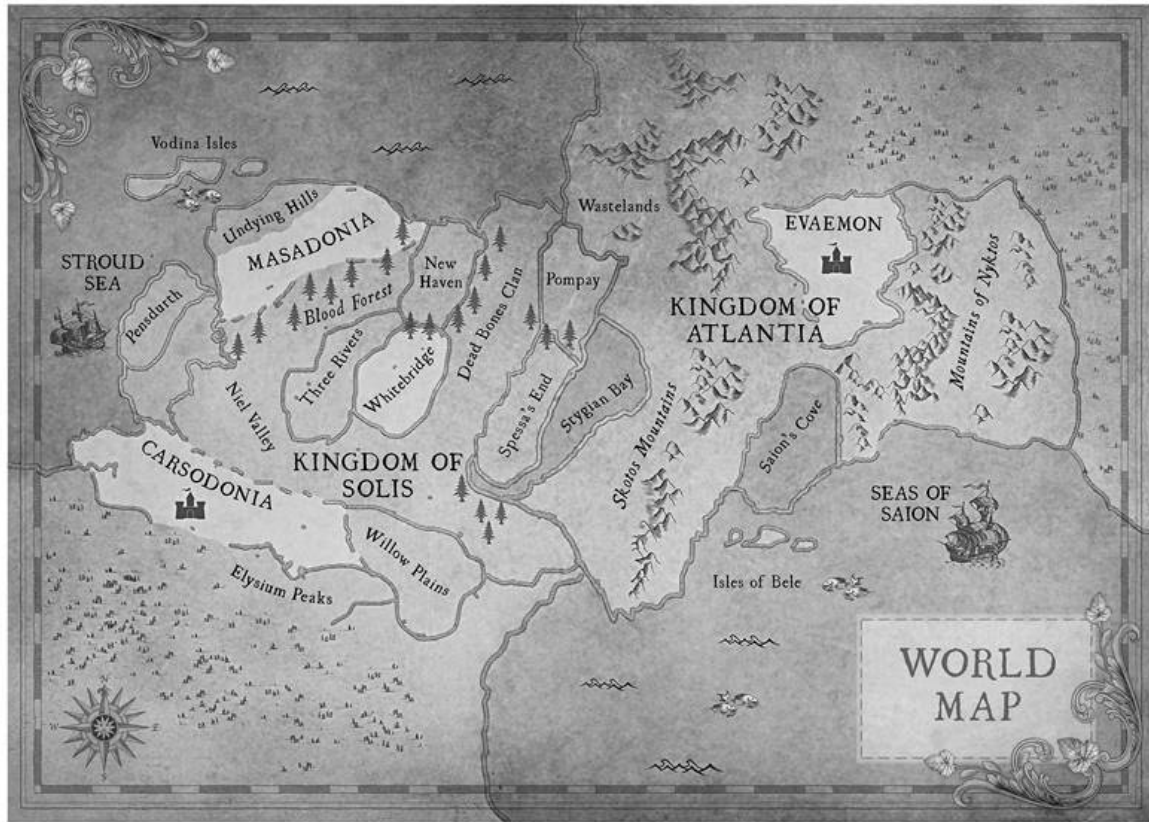 Vodina Isles
Undying Hills
MASADONIA
STROUD
SEA
Pensdurth
New
Haven
Blood Forest
Dead Bones Clan
Three Rivers
Whitebridge
Niel Valley
Wastelands
Pompay
Spessa's End
Stygian Bay
EVAEMON
KINGDOM OF
ATLANTIA
Mountains of Nykos
Skotos Mountains
Saion's Cove
CARSODONIA
KINGDOM OF
SOLIS
Willow Plains
Elysium Peaks
SEAS OF
SAION
Isles of Bele
WORLD
MAP
N
W
E
S